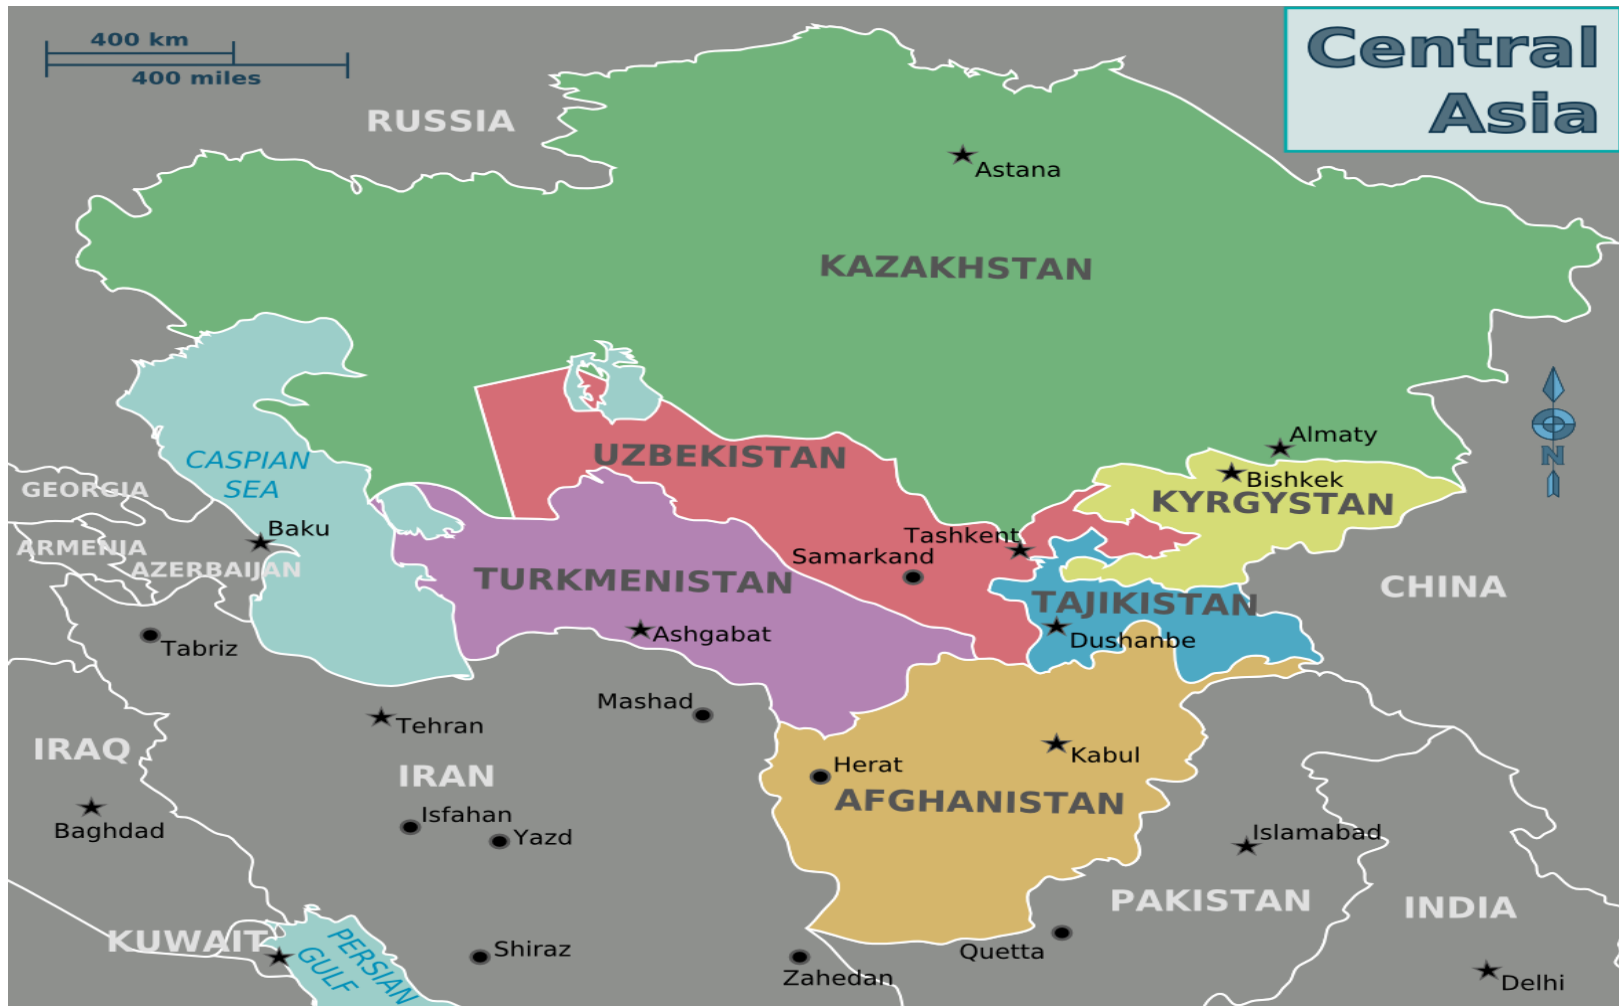 400 km
400 miles
Central
Asia
RUSSIA
Astana
KAZAKHSTAN
Almaty
UZBEKISTAN
CASPIAN
SEA
Bishkek
GEORGIA
KYRGYSTAN
Baku
Tashkent
ARMENIA
Samarkand
AZERBAIJAN
TURKMENISTAN
CHINA
TAJIKISTAN
Ashgabat
Dushanbe
Tabriz
Mashad
Tehran
IRAQ
Kabul
Herat
IRAN
AFGHANISTAN
Isfahan
Baghdad
Yazd
Islamabad
PAKISTAN
INDIA
KUWAIT
Shiraz
Quetta
PERSIAN
GULF
Zahedan
Delhi
N